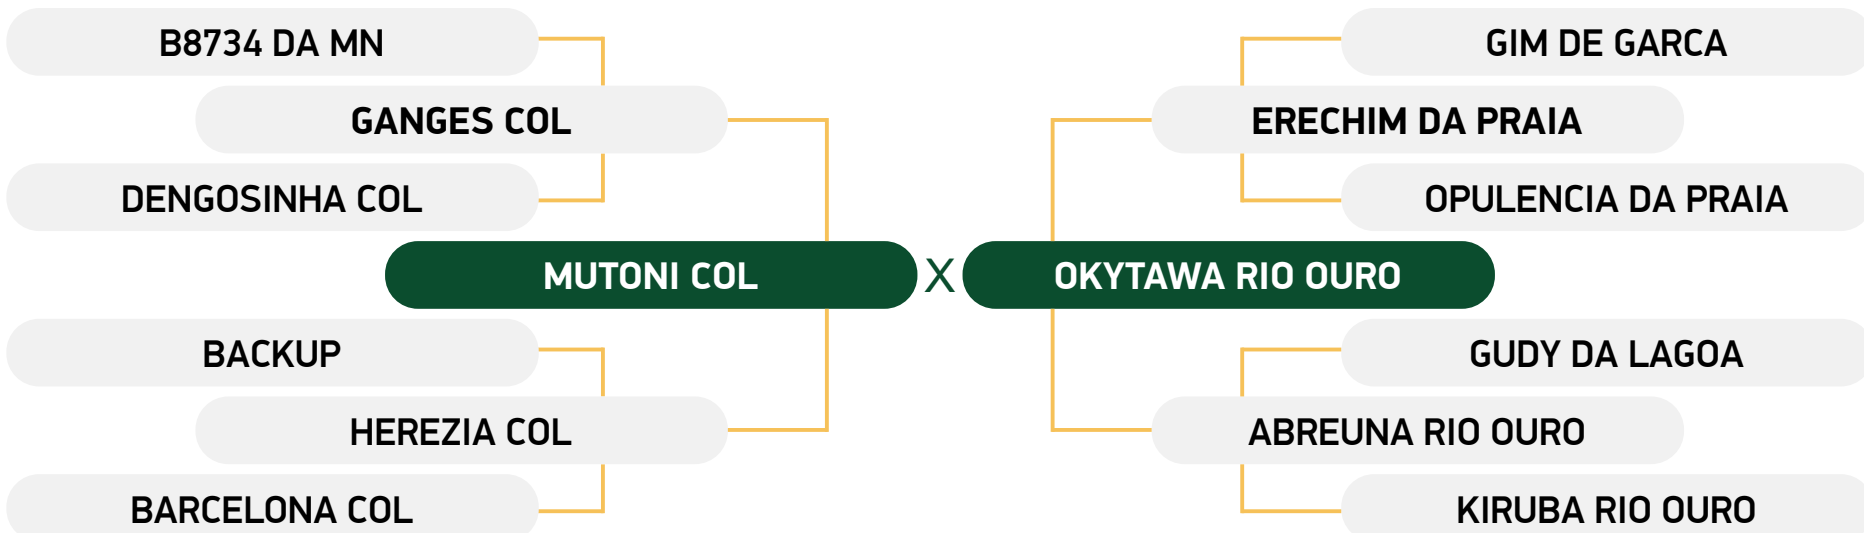 B8734 DA MN
GIM DE GARCA
GANGES COL
ERECHIM DA PRAIA
DENGOSINHA COL
OPULENCIA DA PRAIA
MUTONI COL X OKYTAWA RIO OURO
BACKUP
GUDY DA LAGOA
HEREZIA COL
ABREUNA RIO OURO
BARCELONA COL
KIRUBA RIO OURO